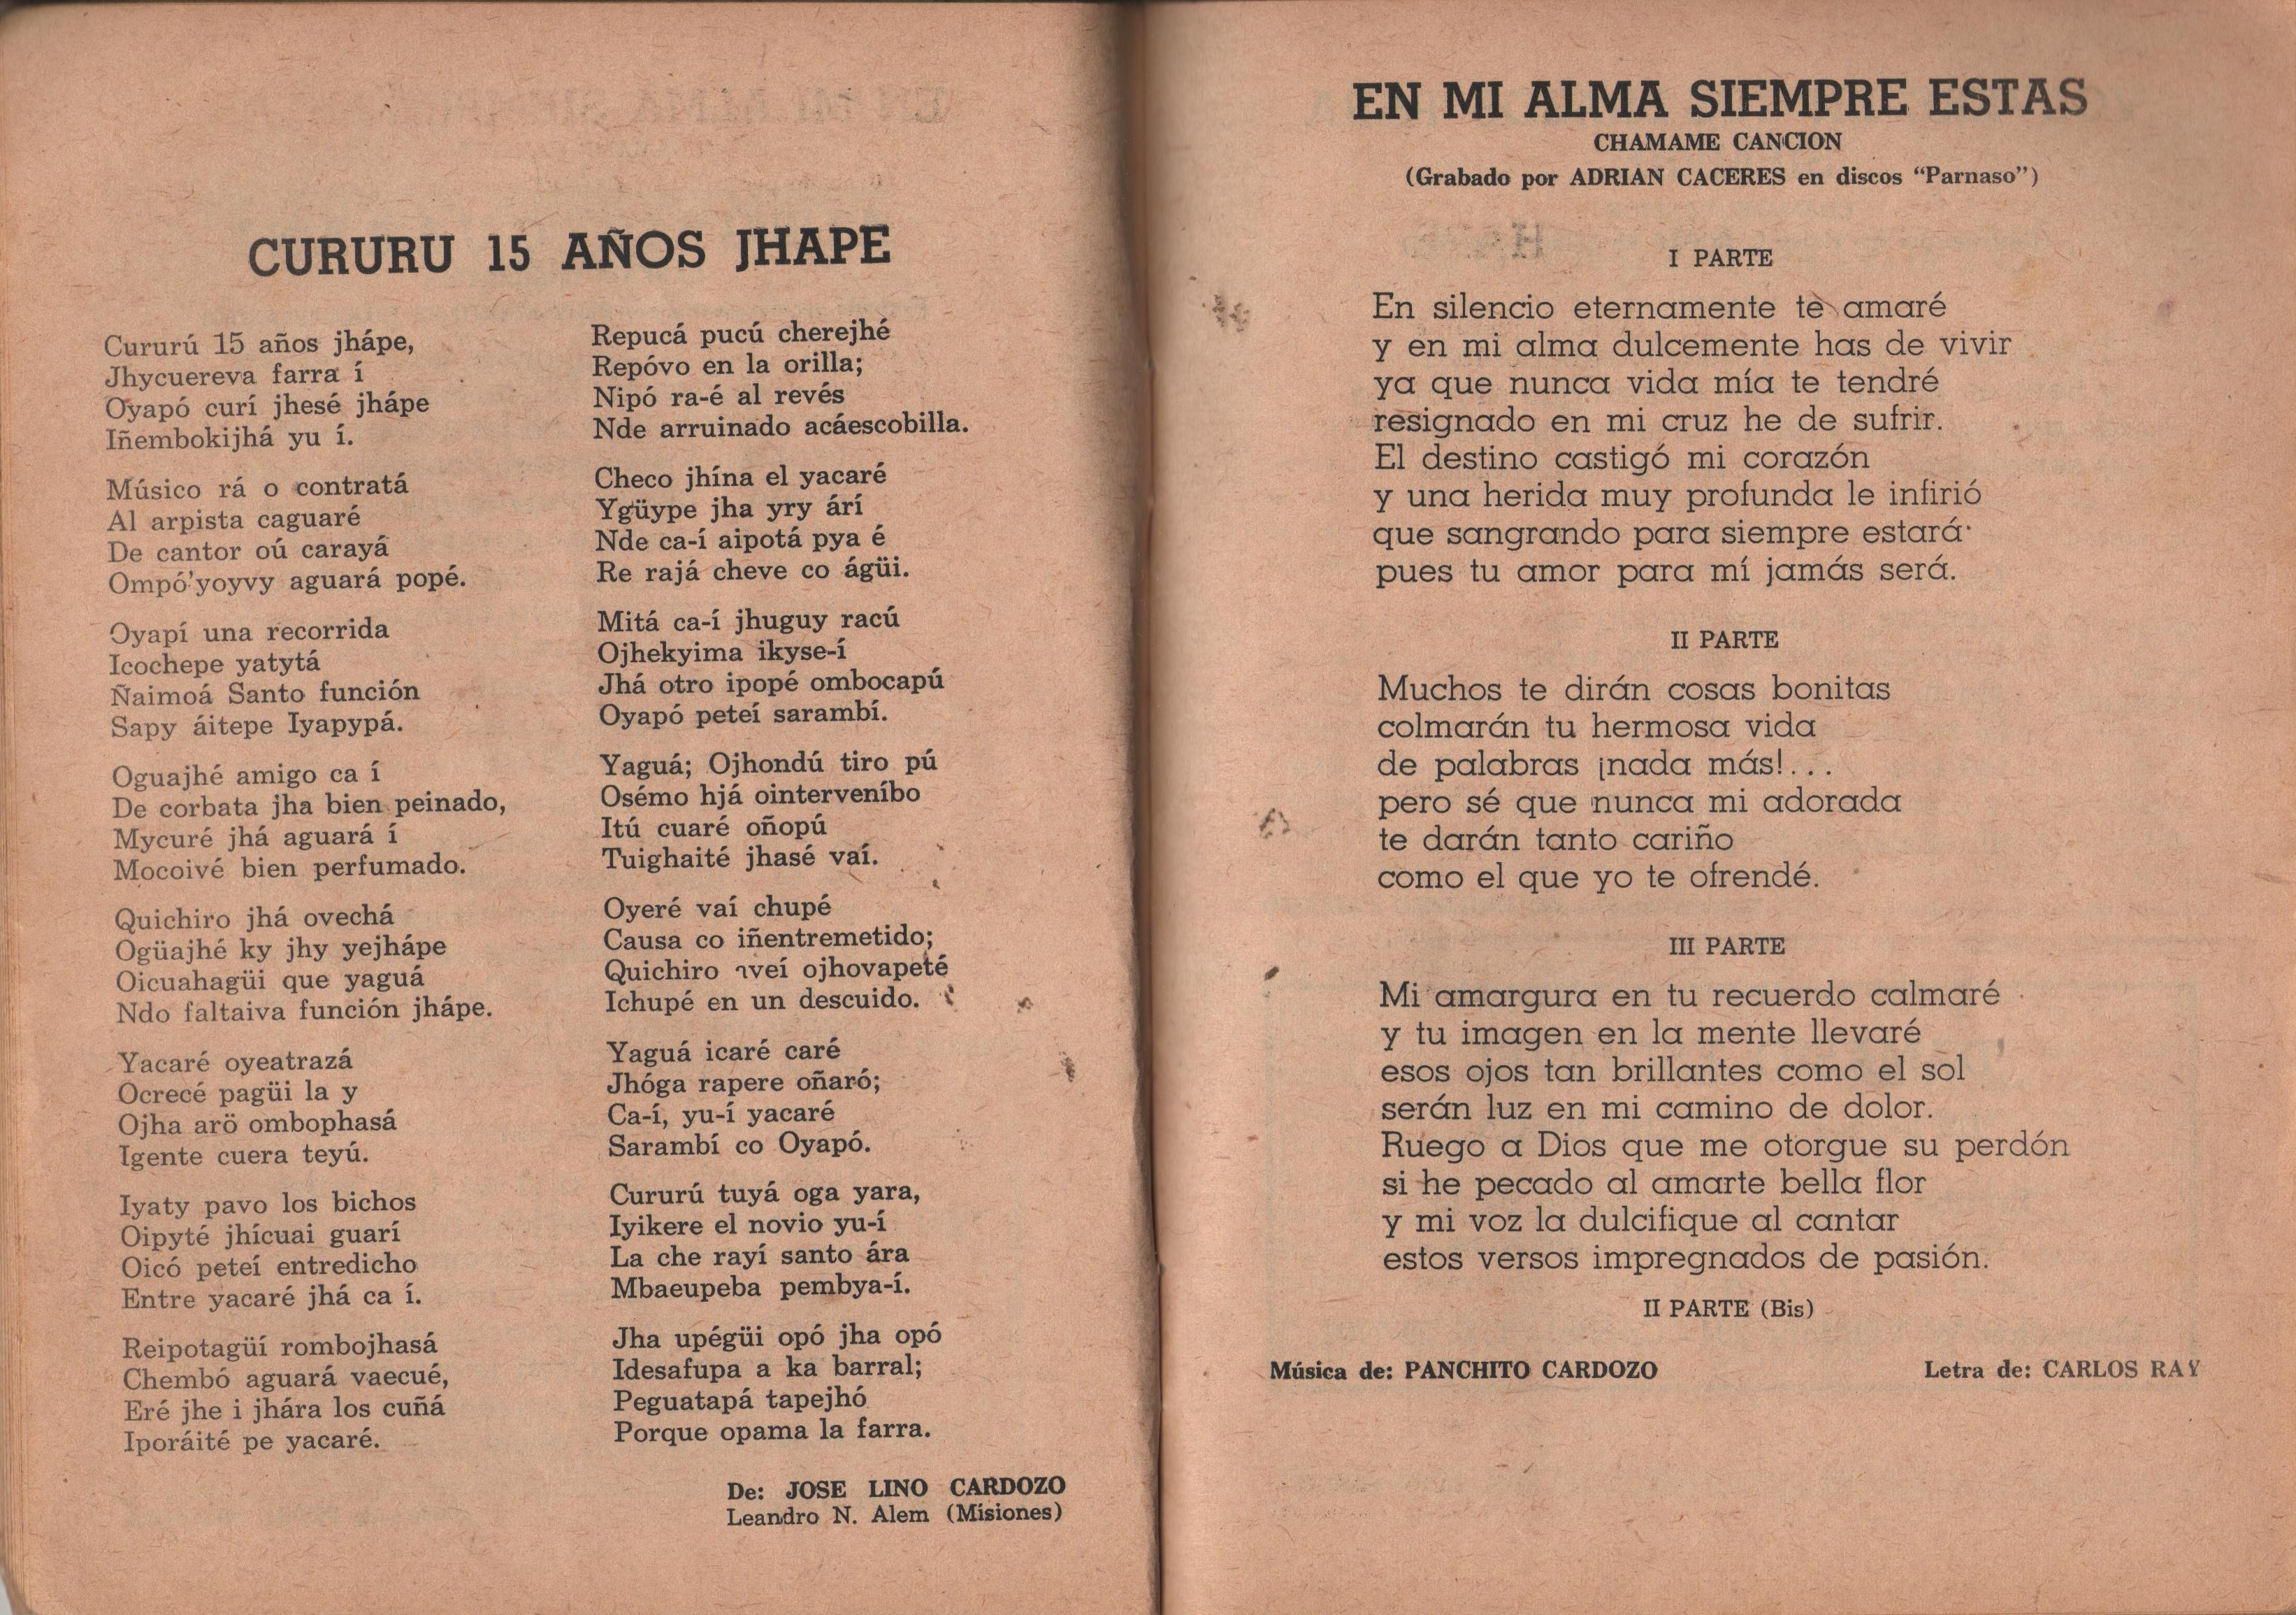 CURURU 15 AÑOS JHAPE
Cururú 15 años jhápe,
Jhycuereva farra í
Oyapó curí jhesé jhápe
Iñembokijhá yu í.
Músico rá o contratá
Al arpista caguaré
De cantor oú carayá
Ompó'yoyvy aguará popé.
Oyapí una recorrida
Icochepe yatytá
Ñaimoá Santo función
Sapy áitepe Iyapypá.
Oguajhé amigo ca í
De corbata jha bien peinado,
Mycuré jhá aguará í
Mocoivé bien perfumado.
Quichiro jhá ovechá
Ogüajhé ky jhy yejhápe
Oicuahagüi que yaguá
Ndo faltaiva función jhápe.
Yacaré oyeatrazá
Ocrecé pagüi la y
Ojha arö ombophasá
Igente cuera teyú.
Iyaty pavo los bichos
Oipyté jhícuai guarí
Oicó peteí entredicho
Entre yacaré jhá ca í.
Reipotagüí rombojhasá
Chembó aguará vaecué,
Eré jhe i jhára los cuñá
Iporáité pe yacaré.
Repucá pucú cherejhé
Repóvo en la orilla;
Nipó ra-é al revés
Nde arruinado acáescobilla.
Checo jhína el yacaré
Ygüype jha yry árí
Nde ca-í aipotá pya é
Re rajá cheve co ágüi.
Mitá ca-í jhuguy racú
Ojhekyima ikyse-í
Jhá otro ipopé ombocapú
Oyapó peteí sarambí.
Yaguá; Ojhondú tiro pú
Osémo hjá ointerveníbo
Itú cuaré oñopú
Tuighaité jhasé vaí.
Oyeré vaí chupé
Causa co iñentremetido;
Quichiro ojhovapeté
Ichupé en un descuido.
Yaguá icaré caré
Jhóga rapere oñaró;
Ca-í, yu-í yacaré
Sarambí co Oyapó.
Cururú tuyá oga yara,
Iyikere el novio yu-í
La che rayí santo ára
Mbaeupeba pembya-í.
Jha upégüi opó jha opó
Idesafupa a ka barral;
Peguatapá tapejhó
Porque opama la farra.
De: JOSE LINO CARDOZO
Leandro N. Alem (Misiones)
EN MI ALMA SIEMPRE ESTAS
CHAMAME CANCION
(Grabado por ADRIAN CACERES en discos “Parnaso”)
I PARTE
En silencio eternamente te amaré
y en mi alma dulcemente has de vivir
ya que nunca vida mía te tendré
resignado en mi cruz he de sufrir.
El destino castigó mi corazón
y una herida muy profunda le infirió
que sangrando para siempre estará
pues tu amor para mí jamás será.
II PARTE
Muchos te dirán cosas bonitas
colmarán tu hermosa vida
de palabras ¡nada más!...
pero sé que nunca mi adorada
te darán tanto cariño
como el que yo te ofrendé.
III PARTE
Mi amargura en tu recuerdo calmaré
y tu imagen en la mente llevaré
esos ojos tan brillantes como el sol
serán luz en mi camino de dolor.
Ruego a Dios que me otorgue su perdón
si he pecado al amarte bella flor
y mi voz la dulcifique al cantar
estos versos impregnados de pasión.
II PARTE (Bis)
Música de: PANCHITO CARDOZO Letra de: CARLOS RAY